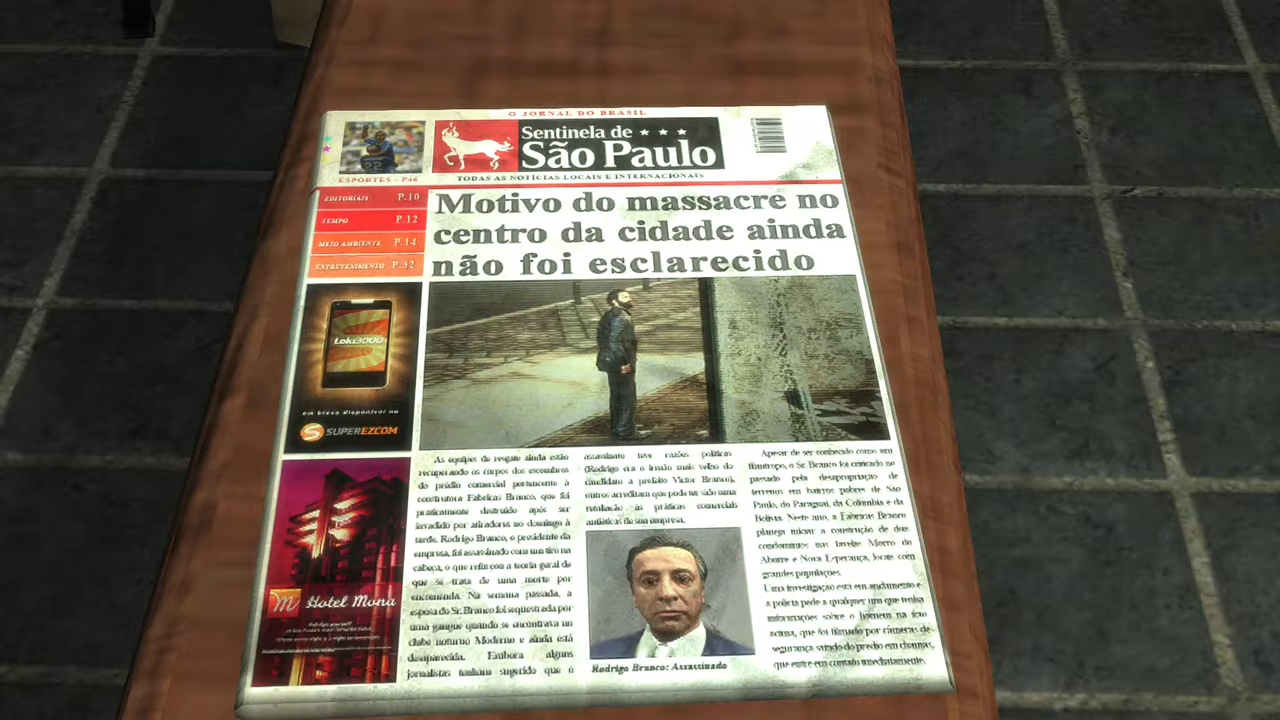 O JORNAL DO BRASIL
Sentinela de
São Paulo
TODAS AS NOTÍCIAS LOCAIS E INTERNACIONAIS
ESPORTES - P46
EDITORIAIS P.10
TEMPO P.12
MEIO AMBIENTE P.14
ENTRETENIMENTO P.32
Motivo do massacre no
centro da cidade ainda
não foi esclarecido
Loki3000
em breve disponível no
SUPEREZCOM
M Hotel Mona
As equipes de resgate ainda estão
recuperando os corpos dos escombros
do prédio comercial pertencente à
construtora Fabricas Branco, que foi
praticamente destruído após ser
invadido por atiradores no domingo à
tarde. Rodrigo Branco, o presidente da
empresa, foi assassinado com um tiro na
cabeça, o que reforçou a teoria geral de
que se trata de uma morte por
encomenda. Na semana passada, a
esposa do Sr. Branco foi sequestrada por
uma gangue quando se encontrava no
clube noturno Moderno e ainda está
desaparecida. Embora alguns
jornalistas tenham sugerido que o
assassinato teve razões políticas
(Rodrigo era o irmão mais velho do
candidato a prefeito Victor Branco),
outros acreditam que pode ter sido uma
retaliação às práticas comerciais
antiéticas de sua empresa.
Rodrigo Branco: Assassinado
Apesar de ser conhecido como um
filantropo, o Sr. Branco foi criticado no
passado pela desapropriação de
terrenos em bairros pobres de São
Paulo, do Paraguai, da Colombia e da
Bolívia. Neste ano, a Fabricas Branco
planeja iniciar a construção de dois
condomínios nas favelas Morro do
Aborre e Nova Esperança, locais com
grandes populações.
Uma investigação está em andamento e
a polícia pede a qualquer um que tenha
informações sobre o homem na foto
acima, que foi filmado por câmeras de
segurança saindo do prédio em chamas,
que entre em contato imediatamente.